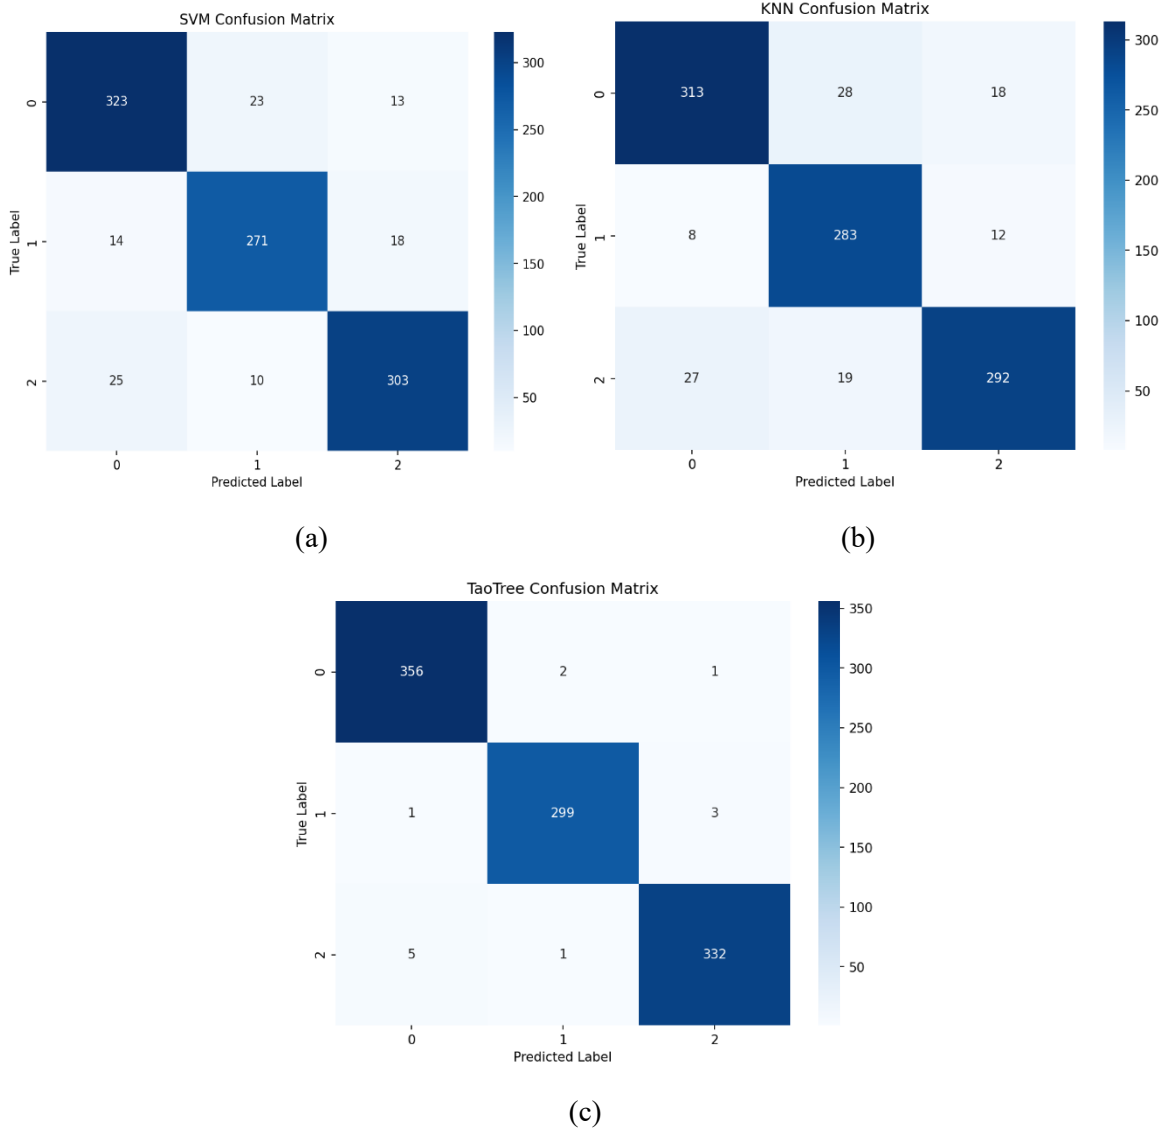 SVM Confusion Matrix
0 323 23 13
1 14 271 18
2 25 10 303
0 1 2
True Label
Predicted Label
300
250
200
150
100
50
(a)
KNN Confusion Matrix
0 313 28 18
1 8 283 12
2 27 19 292
0 1 2
True Label
Predicted Label
300
250
200
150
100
50
(b)
TaoTree Confusion Matrix
0 356 2 1
1 1 299 3
2 5 1 332
0 1 2
True Label
Predicted Label
350
300
250
200
150
100
50
(c)